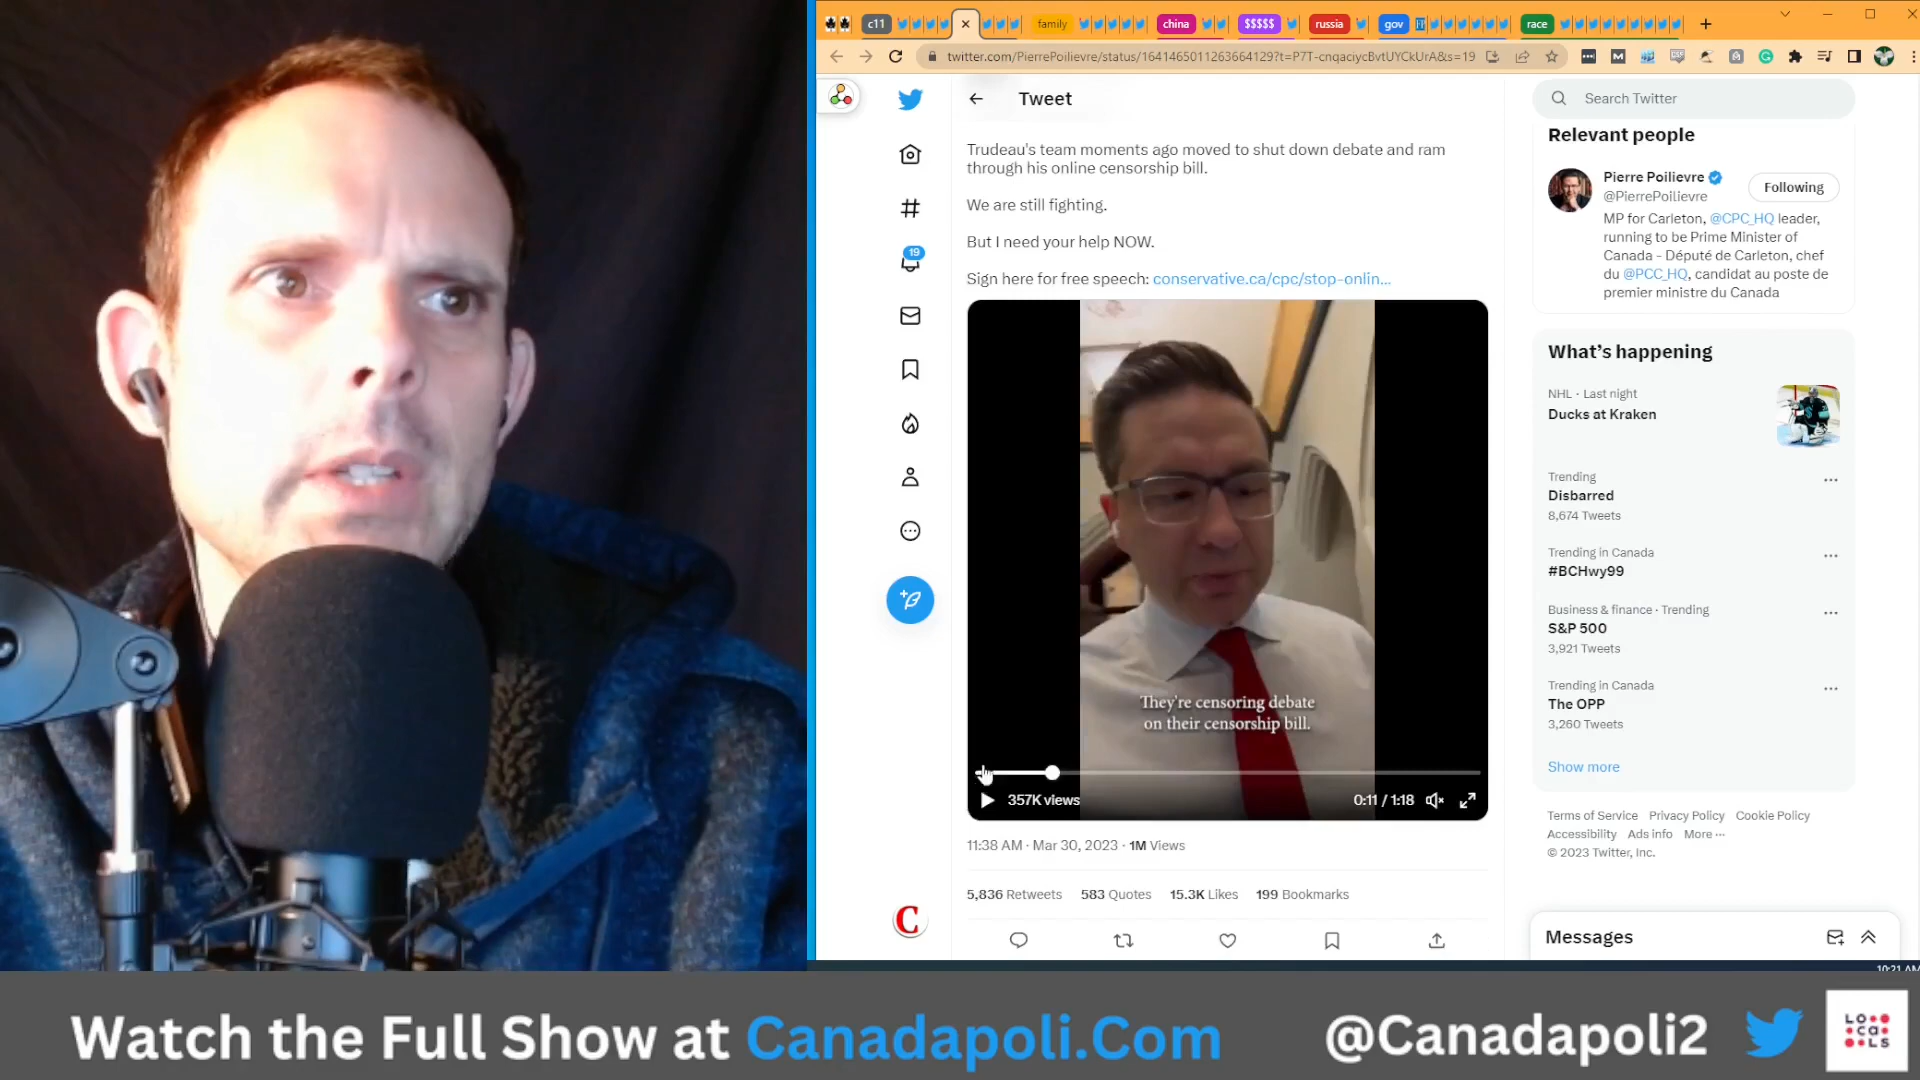 c11
family
china
$$$$$
russia
gov
race
twitter.com/PierrePoilievre/status/1641465011263664129?t=P7T-cnqaciycBvtUYCkUrA&s=19
Tweet
Search Twitter
Trudeau's team moments ago moved to shut down debate and ram
through his online censorship bill.
We are still fighting.
But I need your help NOW.
Sign here for free speech: conservative.ca/cpc/stop-onlin...
They're censoring debate
on their censorship bill.
357K views
0:11 / 1:18
11:38 AM · Mar 30, 2023 · 1M Views
5,836 Retweets 583 Quotes 15.3K Likes 199 Bookmarks
19
C
Relevant people
Pierre Poilievre
@PierrePoilievre
Following
MP for Carleton, @CPC_HQ leader,
running to be Prime Minister of
Canada - Député de Carleton, chef
du @PCC_HQ, candidat au poste de
premier ministre du Canada
What's happening
NHL · Last night
Ducks at Kraken
Trending
Disbarred
8,674 Tweets
Trending in Canada
#BCHwy99
Business & finance · Trending
S&P 500
3,921 Tweets
Trending in Canada
The OPP
3,260 Tweets
Show more
Terms of Service Privacy Policy Cookie Policy
Accessibility Ads info More ...
© 2023 Twitter, Inc.
Messages
10:21 AM
Watch the Full Show at Canadapoli.Com
@Canadapoli2
LO
ca
LS